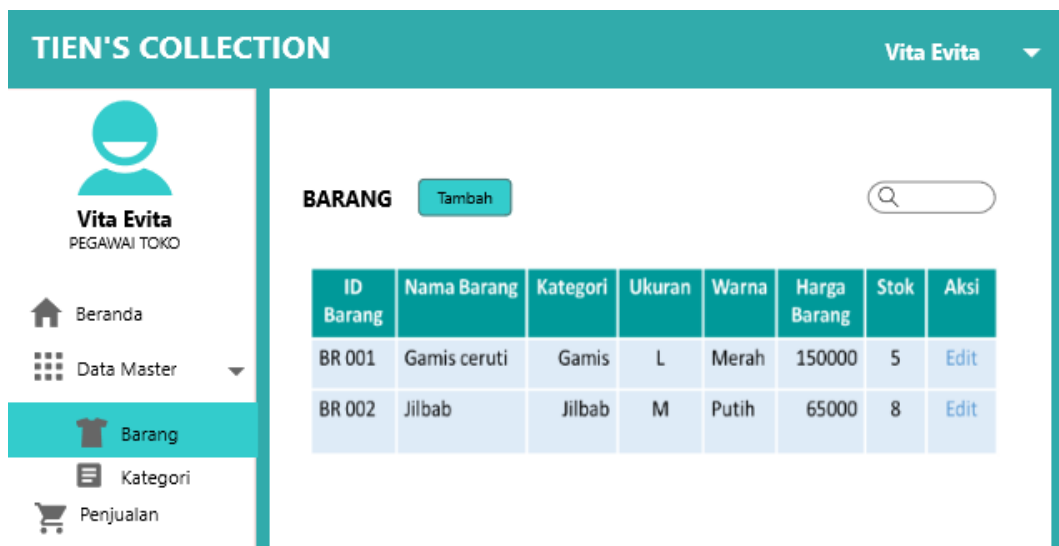 TIEN'S COLLECTION
Vita Evita
Vita Evita
PEGAWAI TOKO
Beranda
Data Master
Barang
Kategori
Penjualan
BARANG
Tambah
ID Barang Nama Barang Kategori Ukuran Warna Harga Barang Stok Aksi
BR 001 Gamis ceruti Gamis L Merah 150000 5 Edit
BR 002 Jilbab Jilbab M Putih 65000 8 Edit